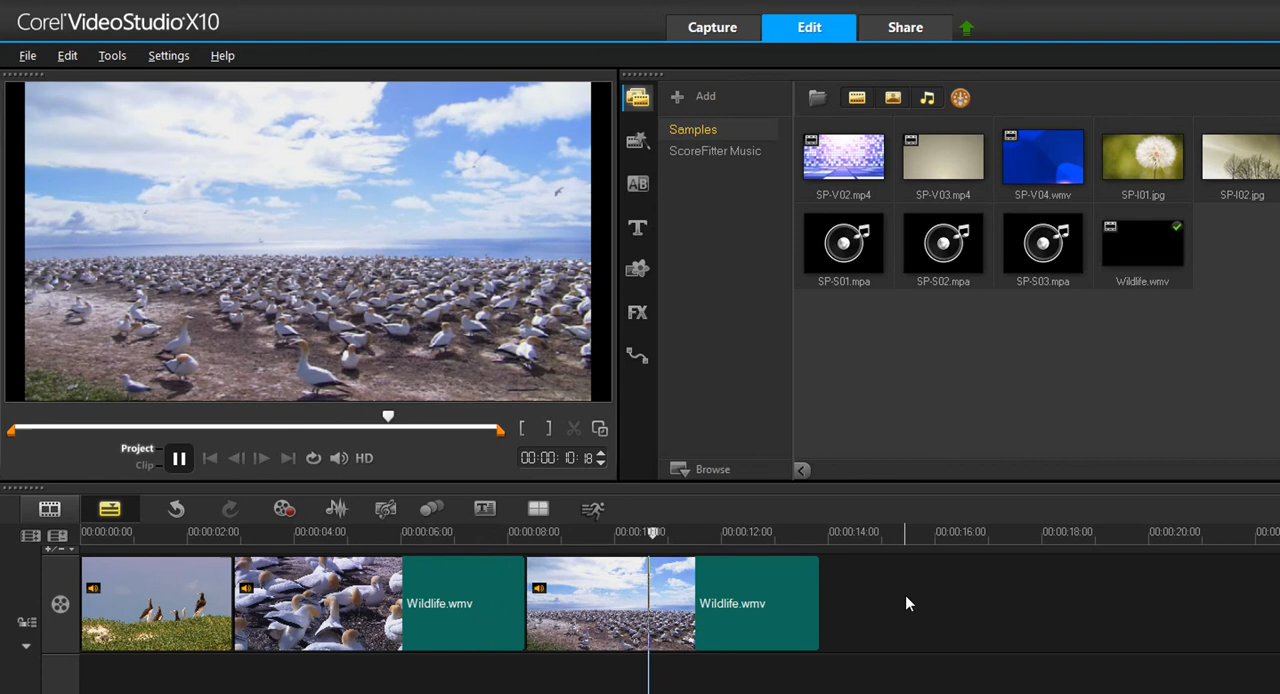 Corel VideoStudio X10
Capture Edit Share
File Edit Tools Settings Help
Add
Samples
ScoreFitter Music
SP-V02.mp4 SP-V03.mp4 SP-V04.wmv SP-I01.jpg SP-I02.jpg
SP-S01.mpa SP-S02.mpa SP-S03.mpa Wildlife.wmv
Project
Clip
HD
00:00:10:18
Browse
AB
T
FX
00:00:00:00 00:00:02:00 00:00:04:00 00:00:06:00 00:00:08:00 00:00:12:00 00:00:14:00 00:00:16:00 00:00:18:00 00:00:20:00
Wildlife.wmv Wildlife.wmv